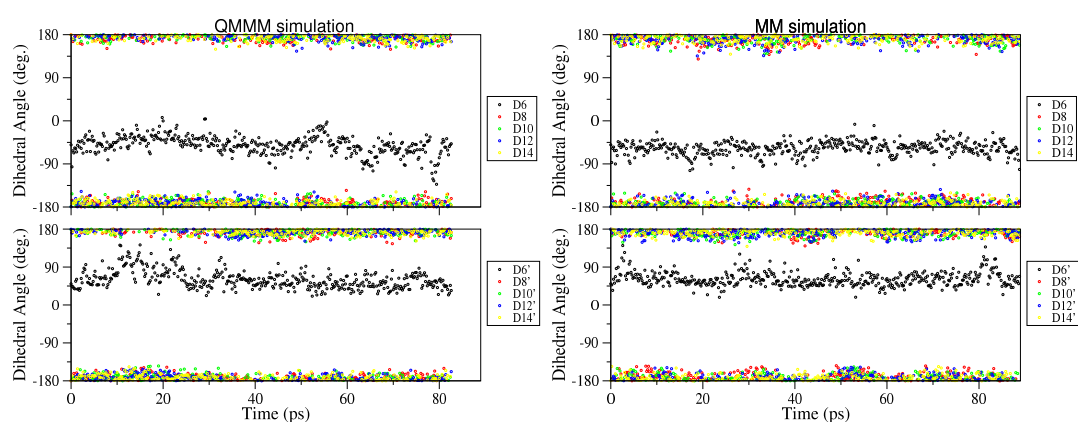 QMMM simulation
MM simulation
Dihedral Angle (deg.)
180
90
0
-90
-180
D6
D8
D10
D12
D14
Dihedral Angle (deg.)
180
90
0
-90
-180
D6
D8
D10
D12
D14
Dihedral Angle (deg.)
180
90
0
-90
-180
0
20
40
60
80
Time (ps)
D6'
D8'
D10'
D12'
D14'
Dihedral Angle (deg.)
180
90
0
-90
-180
0
20
40
60
80
Time (ps)
D6'
D8'
D10'
D12'
D14'